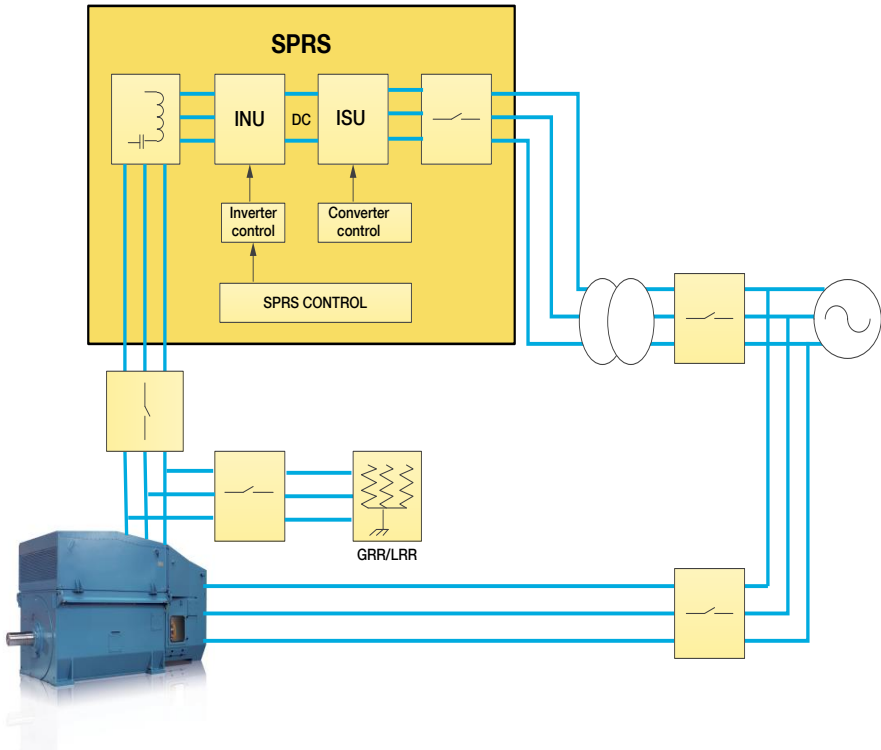 SPRS
INU
DC
ISU
Inverter
control
Converter
control
SPRS CONTROL
GRR/LRR